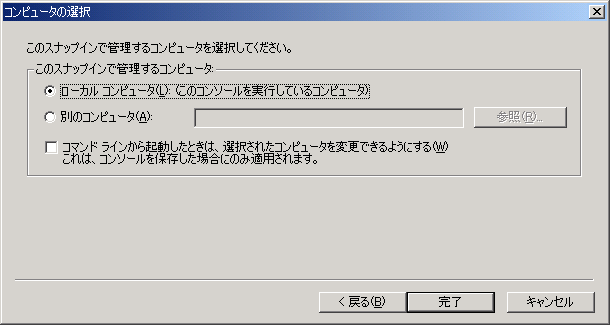 コンピュータの選択
このスナップインで管理するコンピュータを選択してください。
このスナップインで管理するコンピュータ:
ローカル コンピュータ(L): (このコンソールを実行しているコンピュータ)
別のコンピュータ(A):
参照(R)...
コマンド ラインから起動したときは、選択されたコンピュータを変更できるようにする(W)
これは、コンソールを保存した場合にのみ適用されます。
< 戻る(B)
完了
キャンセル